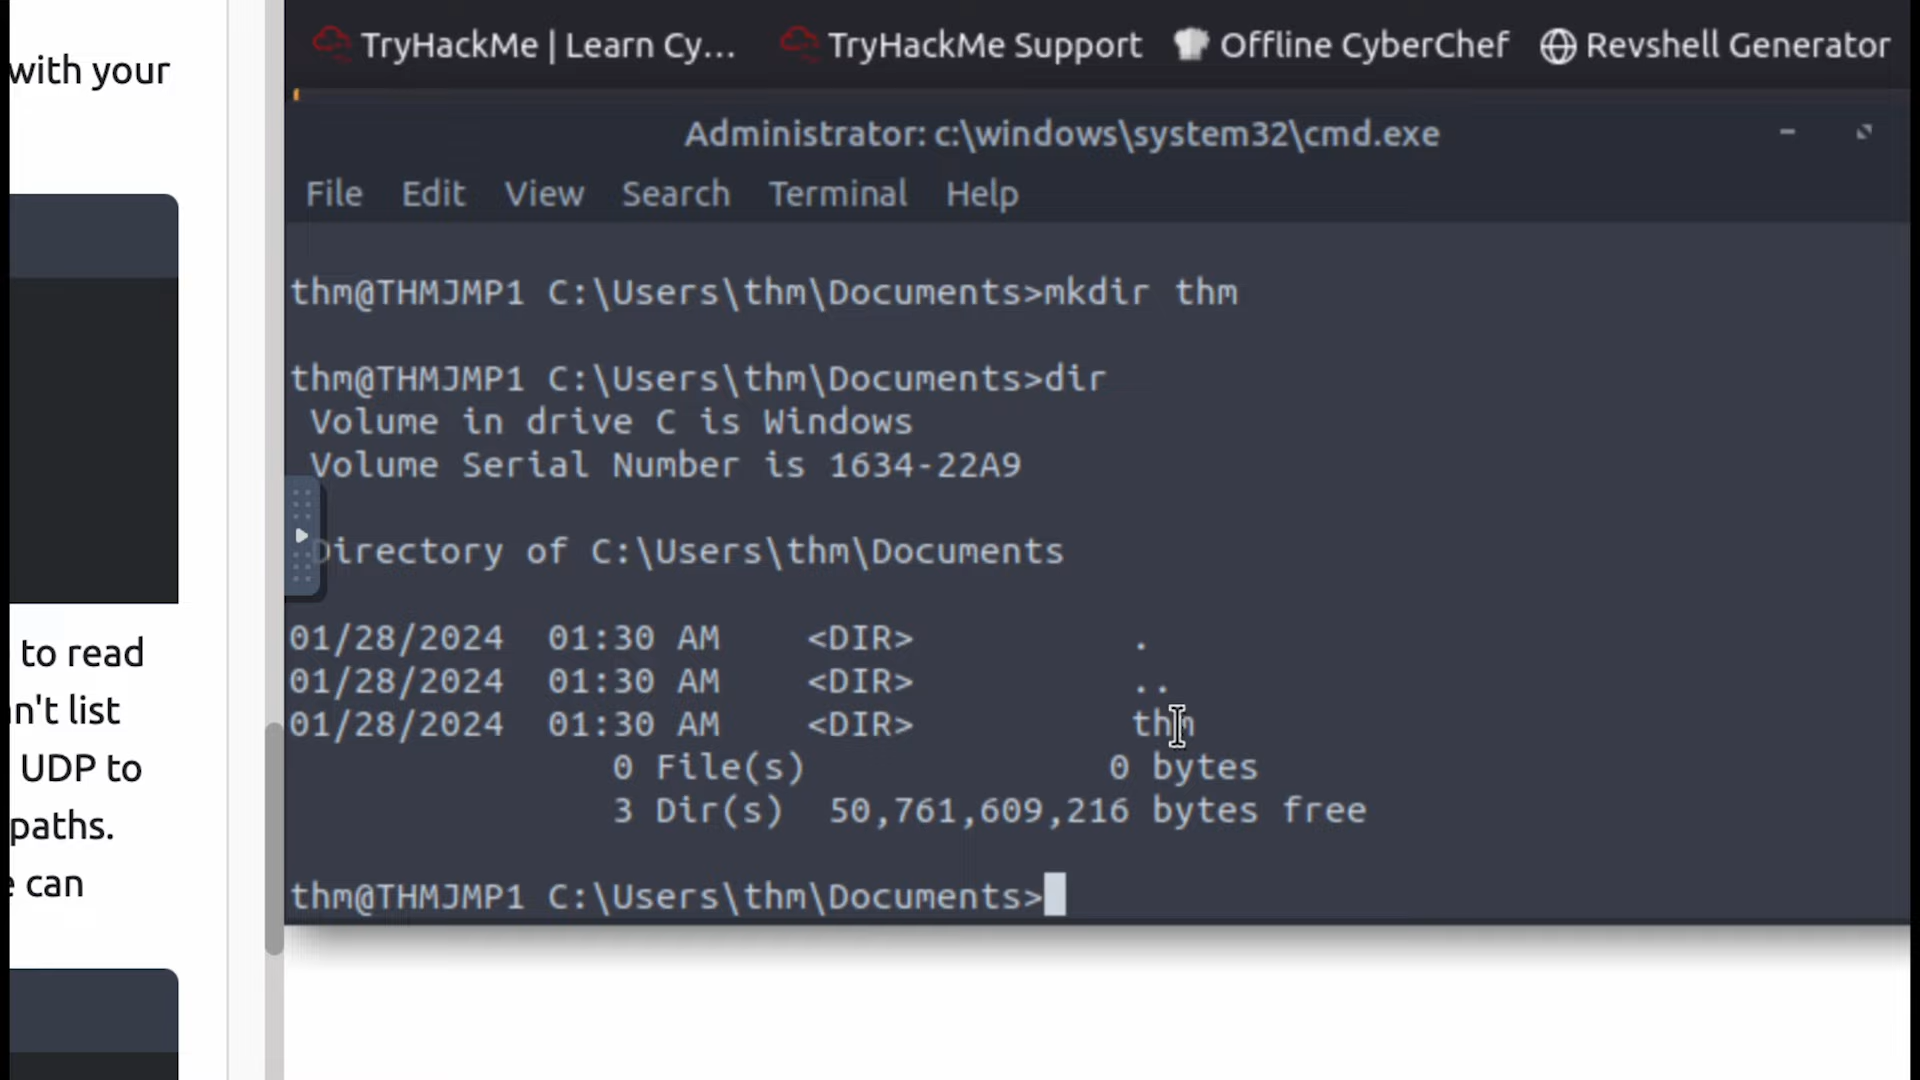 with your
to read
n't list
UDP to
paths.
can
TryHackMe | Learn Cy... TryHackMe Support Offline CyberChef Revshell Generator
Administrator: c:\windows\system32\cmd.exe
File Edit View Search Terminal Help
thm@THMJMP1 C:\Users\thm\Documents>mkdir thm
thm@THMJMP1 C:\Users\thm\Documents>dir
Volume in drive C is Windows
Volume Serial Number is 1634-22A9
Directory of C:\Users\thm\Documents
01/28/2024 01:30 AM <DIR> .
01/28/2024 01:30 AM <DIR> ..
01/28/2024 01:30 AM <DIR> thm
0 File(s) 0 bytes
3 Dir(s) 50,761,609,216 bytes free
thm@THMJMP1 C:\Users\thm\Documents>